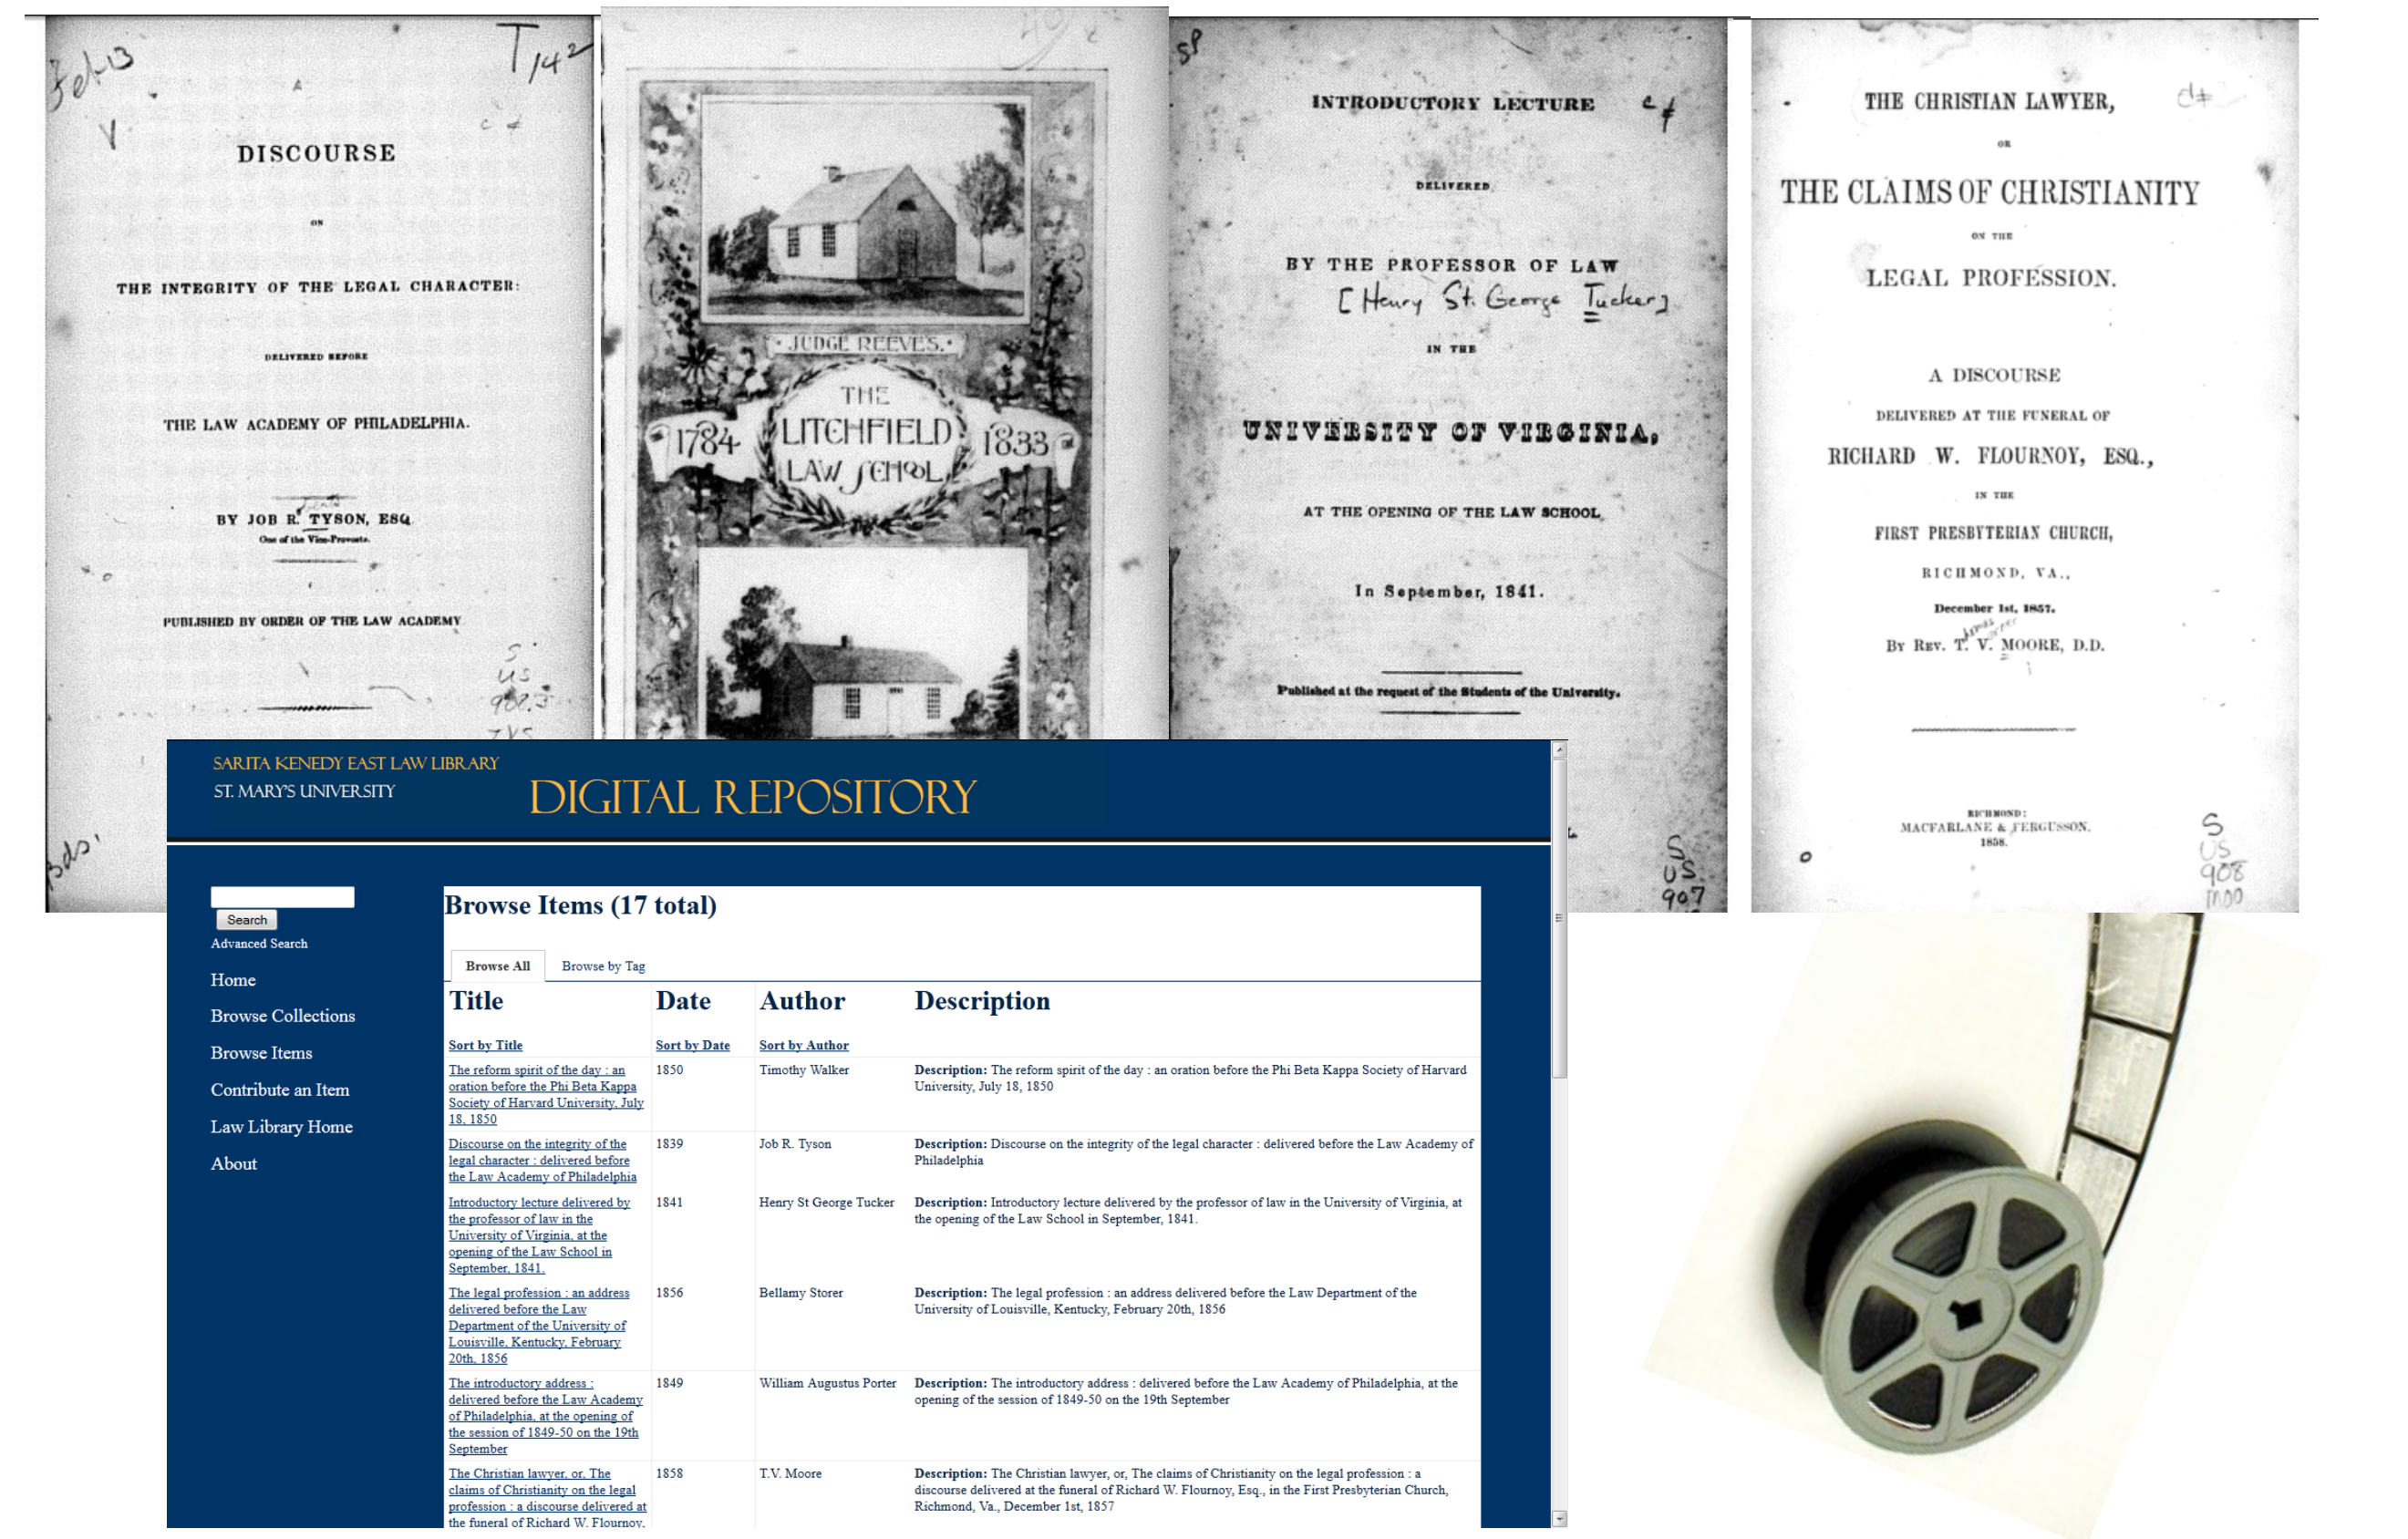 Feb 13
T 142
V
c ≠
DISCOURSE
ON
THE INTEGRITY OF THE LEGAL CHARACTER:
DELIVERED BEFORE
THE LAW ACADEMY OF PHILADELPHIA.
BY JOB R. TYSON, ESQ
One of the Vice-Provosts.
PUBLISHED BY ORDER OF THE LAW ACADEMY
S
US
Bds
JUDGE REEVE'S.
THE
LITCHFIELD
LAW SCHOOL
1784
1833
SP
INTRODUCTORY LECTURE
DELIVERED
BY THE PROFESSOR OF LAW
[Henry St. George Tucker]
IN THE
UNIVERSITY OF VIRGINIA,
AT THE OPENING OF THE LAW SCHOOL
In September, 1841.
Published at the request of the Students of the University.
S
US
907
THE CHRISTIAN LAWYER,
OR
THE CLAIMS OF CHRISTIANITY
ON THE
LEGAL PROFESSION.
A DISCOURSE
DELIVERED AT THE FUNERAL OF
RICHARD W. FLOURNOY, ESQ.,
IN THE
FIRST PRESBYTERIAN CHURCH,
RICHMOND, VA.,
December 1st, 1857.
BY REV. T. V. MOORE, D.D.
RICHMOND:
MACFARLANE & FERGUSSON.
1858.
S
US
908
MOO
SARITA KENEDY EAST LAW LIBRARY
ST. MARY'S UNIVERSITY
DIGITAL REPOSITORY
Search
Advanced Search
Home
Browse Collections
Browse Items
Contribute an Item
Law Library Home
About
Browse Items (17 total)
Browse All
Browse by Tag
Title
Date
Author
Description
Sort by Title
Sort by Date
Sort by Author
The reform spirit of the day : an
oration before the Phi Beta Kappa
Society of Harvard University, July
18, 1850
1850
Timothy Walker
Description: The reform spirit of the day : an oration before the Phi Beta Kappa Society of Harvard
University, July 18, 1850
Discourse on the integrity of the
legal character : delivered before
the Law Academy of Philadelphia
1839
Job R. Tyson
Description: Discourse on the integrity of the legal character : delivered before the Law Academy of
Philadelphia
Introductory lecture delivered by
the professor of law in the
University of Virginia, at the
opening of the Law School in
September, 1841.
1841
Henry St George Tucker
Description: Introductory lecture delivered by the professor of law in the University of Virginia, at
the opening of the Law School in September, 1841.
The legal profession : an address
delivered before the Law
Department of the University of
Louisville, Kentucky, February
20th, 1856
1856
Bellamy Storer
Description: The legal profession : an address delivered before the Law Department of the
University of Louisville, Kentucky, February 20th, 1856
The introductory address :
delivered before the Law Academy
of Philadelphia, at the opening of
the session of 1849-50 on the 19th
September
1849
William Augustus Porter
Description: The introductory address : delivered before the Law Academy of Philadelphia, at the
opening of the session of 1849-50 on the 19th September
The Christian lawyer, or, The
claims of Christianity on the legal
profession : a discourse delivered at
the funeral of Richard W. Flournoy,
1858
T.V. Moore
Description: The Christian lawyer, or, The claims of Christianity on the legal profession : a
discourse delivered at the funeral of Richard W. Flournoy, Esq., in the First Presbyterian Church,
Richmond, Va., December 1st, 1857